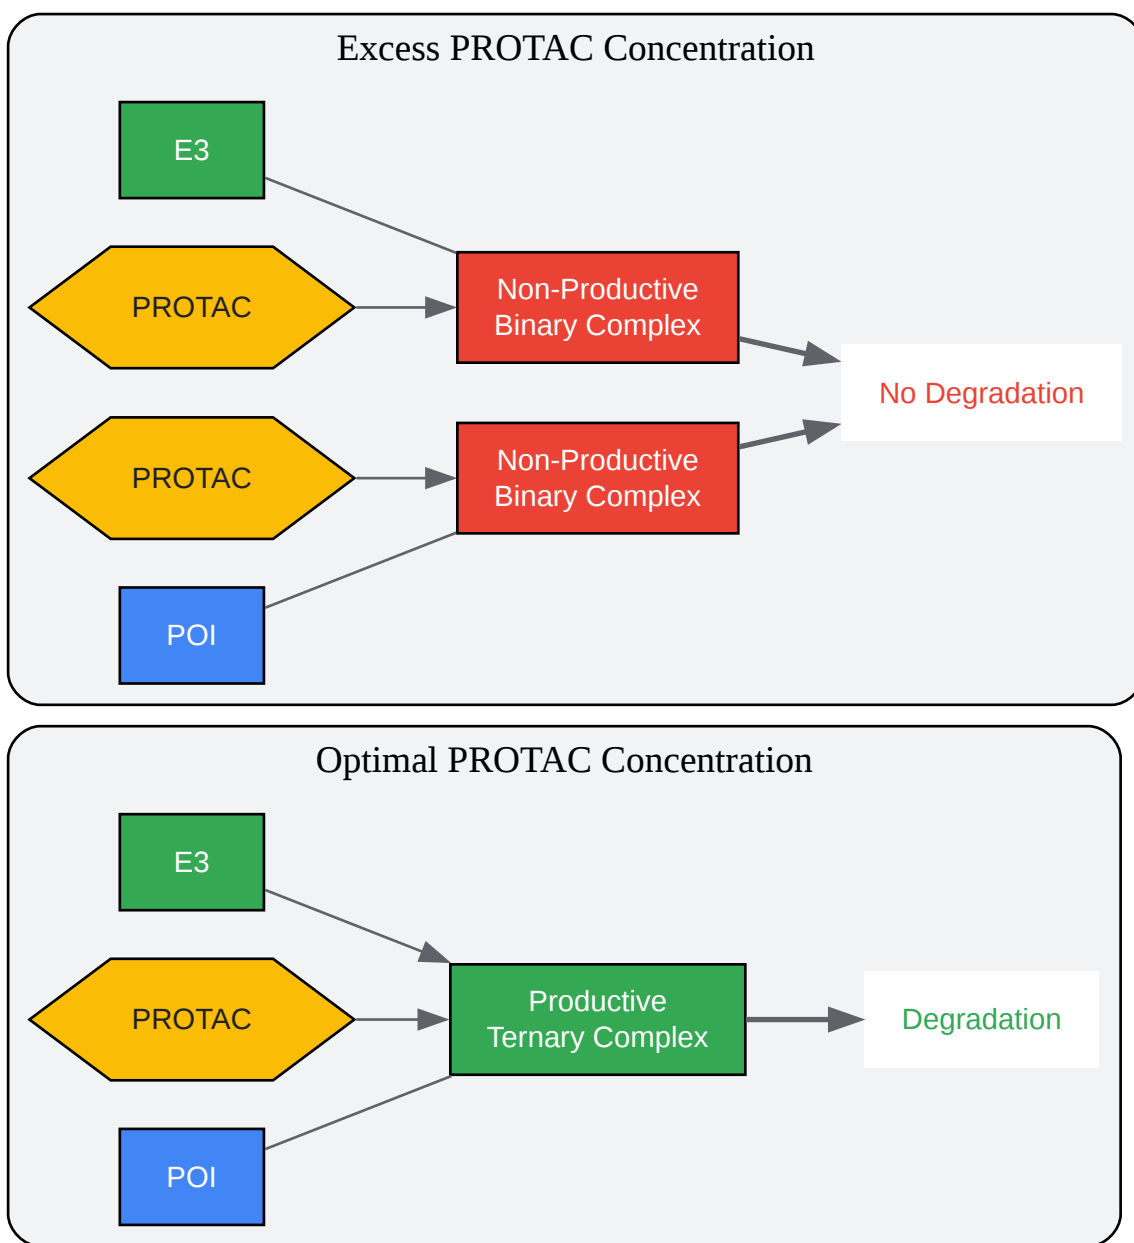 Excess PROTAC Concentration
E3
PROTAC
Non-Productive
Binary Complex
No Degradation
PROTAC
Non-Productive
Binary Complex
POI
Optimal PROTAC Concentration
E3
PROTAC
Productive
Ternary Complex
Degradation
POI